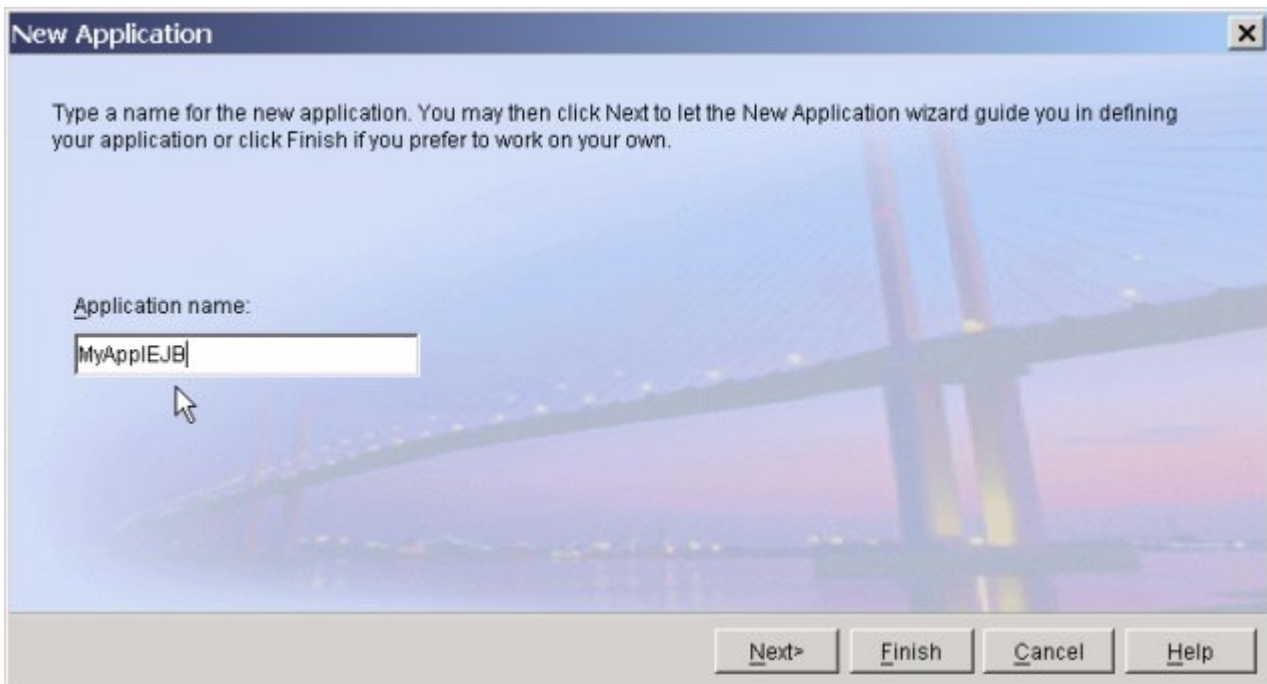 New Application
Type a name for the new application. You may then click Next to let the New Application wizard guide you in defining
your application or click Finish if you prefer to work on your own.
Application name:
MyApplEJB
Next>
Finish
Cancel
Help